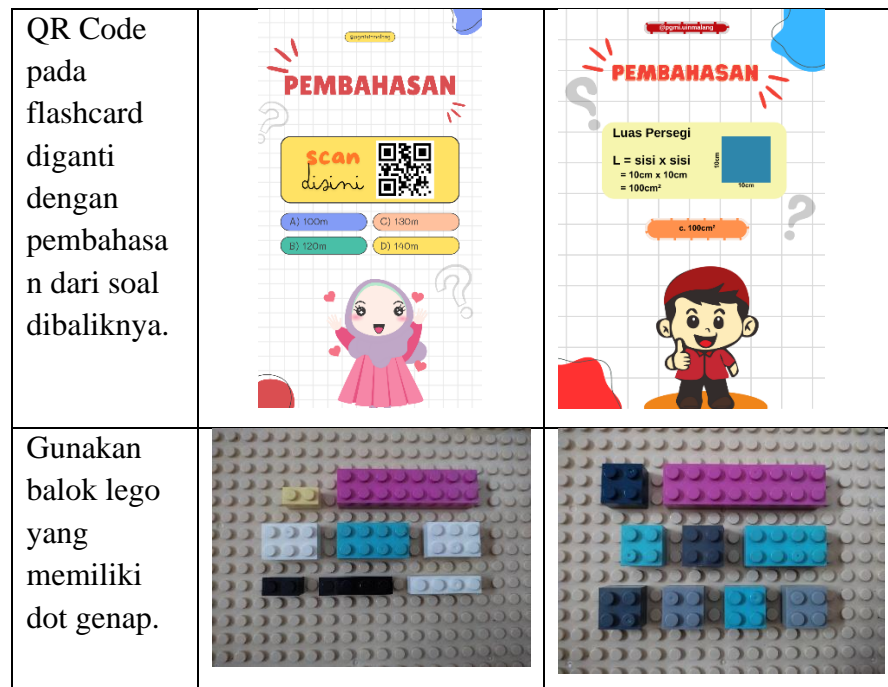 QR Code
pada
flashcard
diganti
dengan
pembahasa
n dari soal
dibaliknya.
PEMBAHASAN
scan
disini
A) 100m
C) 130m
B) 120m
D) 140m
@pgmi.uinmalang
PEMBAHASAN
Luas Persegi
L = sisi x sisi
= 10cm x 10cm
= 100cm²
10cm
10cm
c. 100cm²
Gunakan
balok lego
yang
memiliki
dot genap.